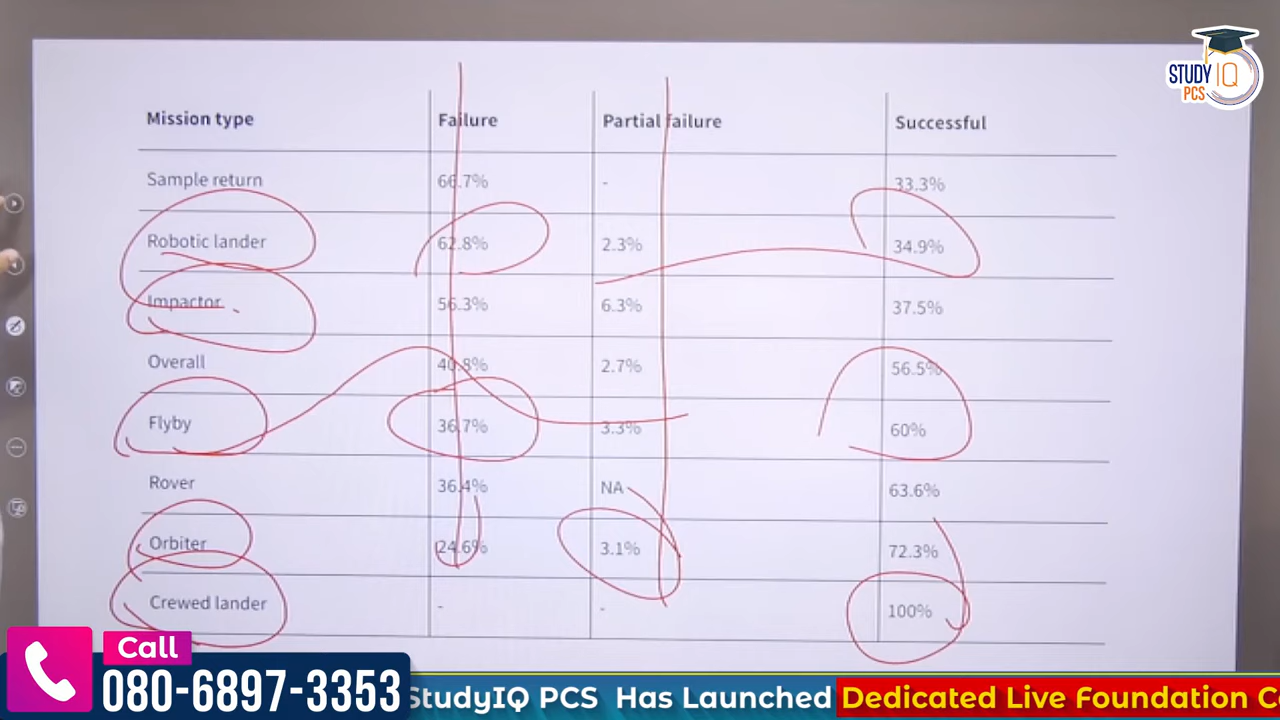 STUDY IQ
PCS
Mission type Failure Partial failure Successful
Sample return 66.7% - 33.3%
Robotic lander 62.8% 2.3% 34.9%
Impactor 56.3% 6.3% 37.5%
Overall 40.8% 2.7% 56.5%
Flyby 36.7% 3.3% 60%
Rover 36.4% NA 63.6%
Orbiter 24.6% 3.1% 72.3%
Crewed lander - - 100%
Call
080-6897-3353
StudyIQ PCS Has Launched Dedicated Live Foundation C